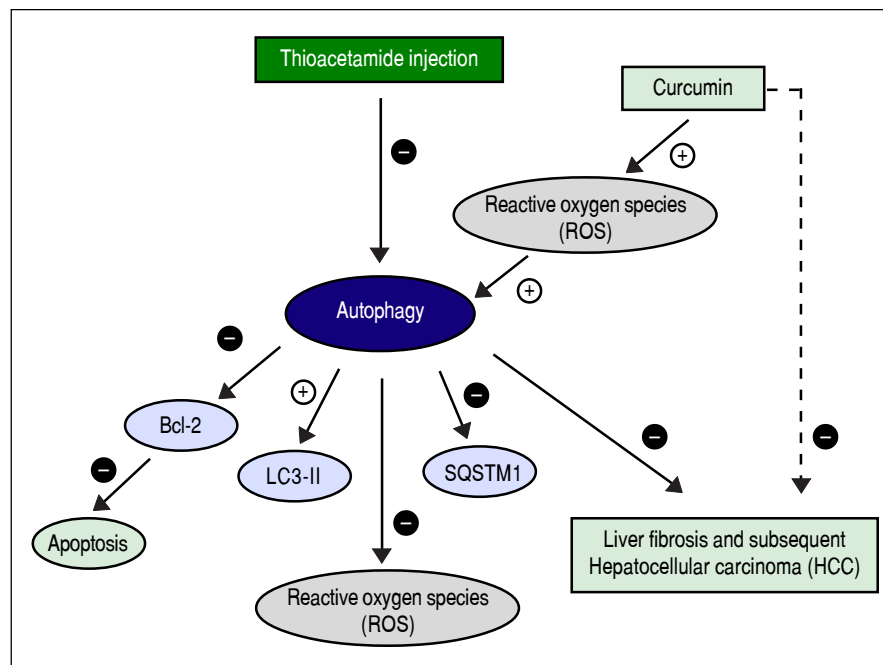 Thioacetamide injection
Curcumin
−
+
Reactive oxygen species
(ROS)
+
Autophagy
−
+
−
Bcl-2
−
−
−
LC3-II
SQSTM1
−
Apoptosis
Liver fibrosis and subsequent
Hepatocellular carcinoma (HCC)
Reactive oxygen species
(ROS)